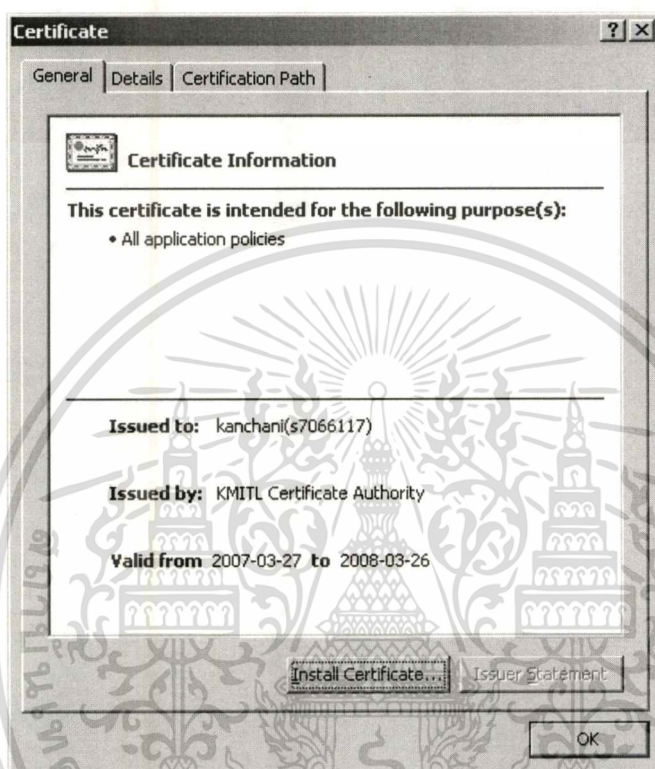 Certificate
General Details Certification Path
Certificate Information
This certificate is intended for the following purpose(s):
• All application policies
Issued to: kanchani(s7066117)
Issued by: KMITL Certificate Authority
Valid from 2007-03-27 to 2008-03-26
Install Certificate... Issuer Statement
OK